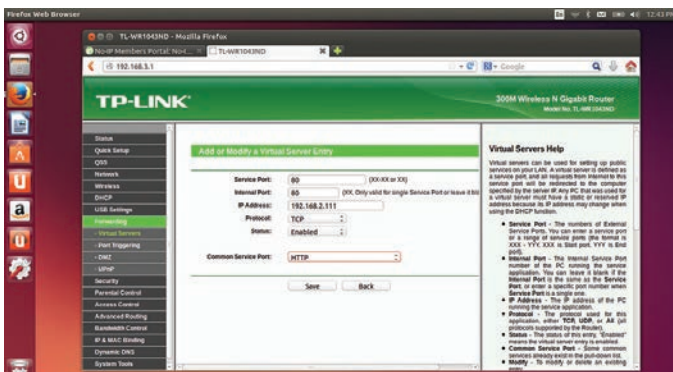 Firefox Web Browser
En
12:43 PM
TL-WR1043ND - Mozilla Firefox
No-IP Members Portal: No-I...
TL-WR1043ND
192.168.3.1
Google
TP-LINK
300M Wireless N Gigabit Router
Model No. TL-WR1043ND
Status
Quick Setup
QSS
Network
Wireless
DHCP
USB Settings
Forwarding
- Virtual Servers
- Port Triggering
- DMZ
- UPnP
Security
Parental Control
Access Control
Advanced Routing
Bandwidth Control
IP & MAC Binding
Dynamic DNS
System Tools
Add or Modify a Virtual Server Entry
Service Port: 80 (XX-XX or XX)
Internal Port: 80 (XX, Only valid for single Service Port or leave it bl
IP Address: 192.168.2.111
Protocol: TCP
Status: Enabled
Common Service Port: HTTP
Save Back
Virtual Servers Help
Virtual servers can be used for setting up public
services on your LAN. A virtual server is defined as
a service port, and all requests from Internet to this
service port will be redirected to the computer
specified by the server IP. Any PC that was used for
a virtual server must have a static or reserved IP
address because its IP address may change when
using the DHCP function.
Service Port - The numbers of External
Service Ports. You can enter a service port
or a range of service ports (the format is
XXX - YYY, XXX is Start port, YYY is End
port).
Internal Port - The Internal Service Port
number of the PC running the service
application. You can leave it blank if the
Internal Port is the same as the Service
Port, or enter a specific port number when
Service Port is a single one.
IP Address - The IP address of the PC
running the service application.
Protocol - The protocol used for this
application, either TCP, UDP, or All (all
protocols supported by the Router).
Status - The status of this entry, "Enabled"
means the virtual server entry is enabled.
Common Service Port - Some common
services already exist in the pull-down list.
Modify - To modify or delete an existing
entry.